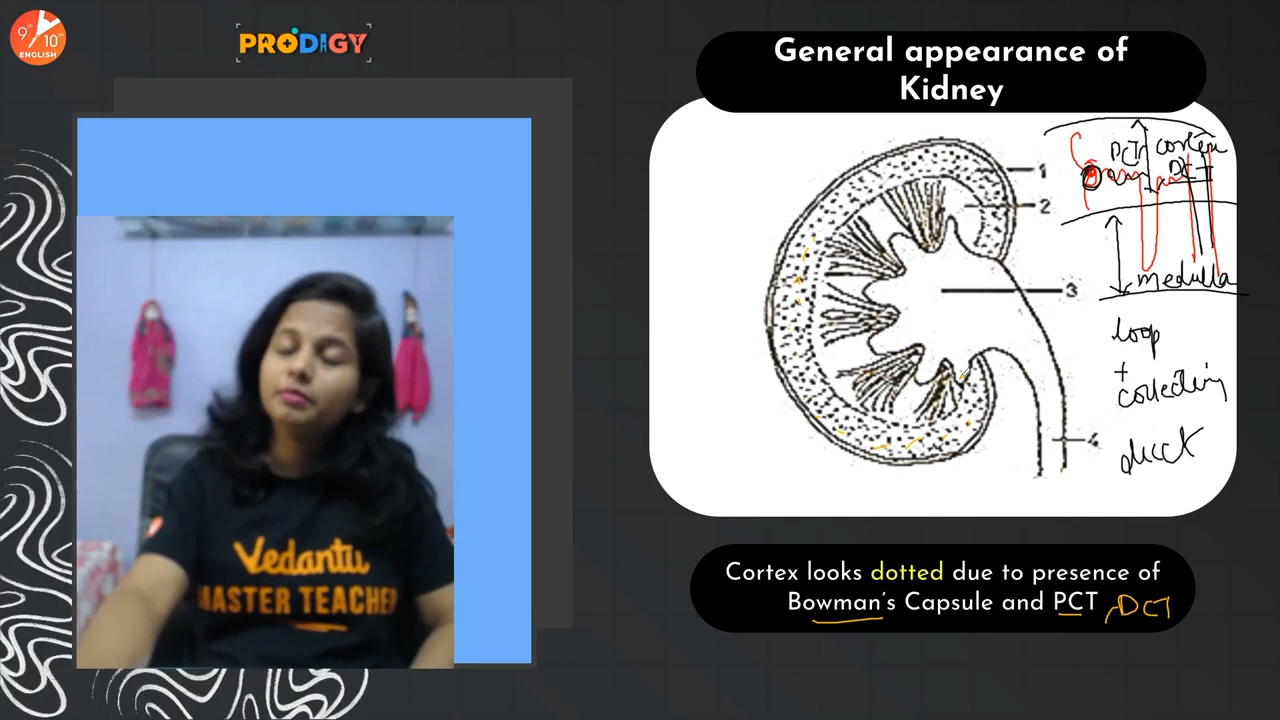 9th
10th
ENGLISH
PRODIGY
General appearance of
Kidney
1
2
3
4
PCT cortex
DCT
medulla
loop
+
collecting
duct
Vedantu
MASTER TEACHER
Cortex looks dotted due to presence of
Bowman's Capsule and PCT , DCT